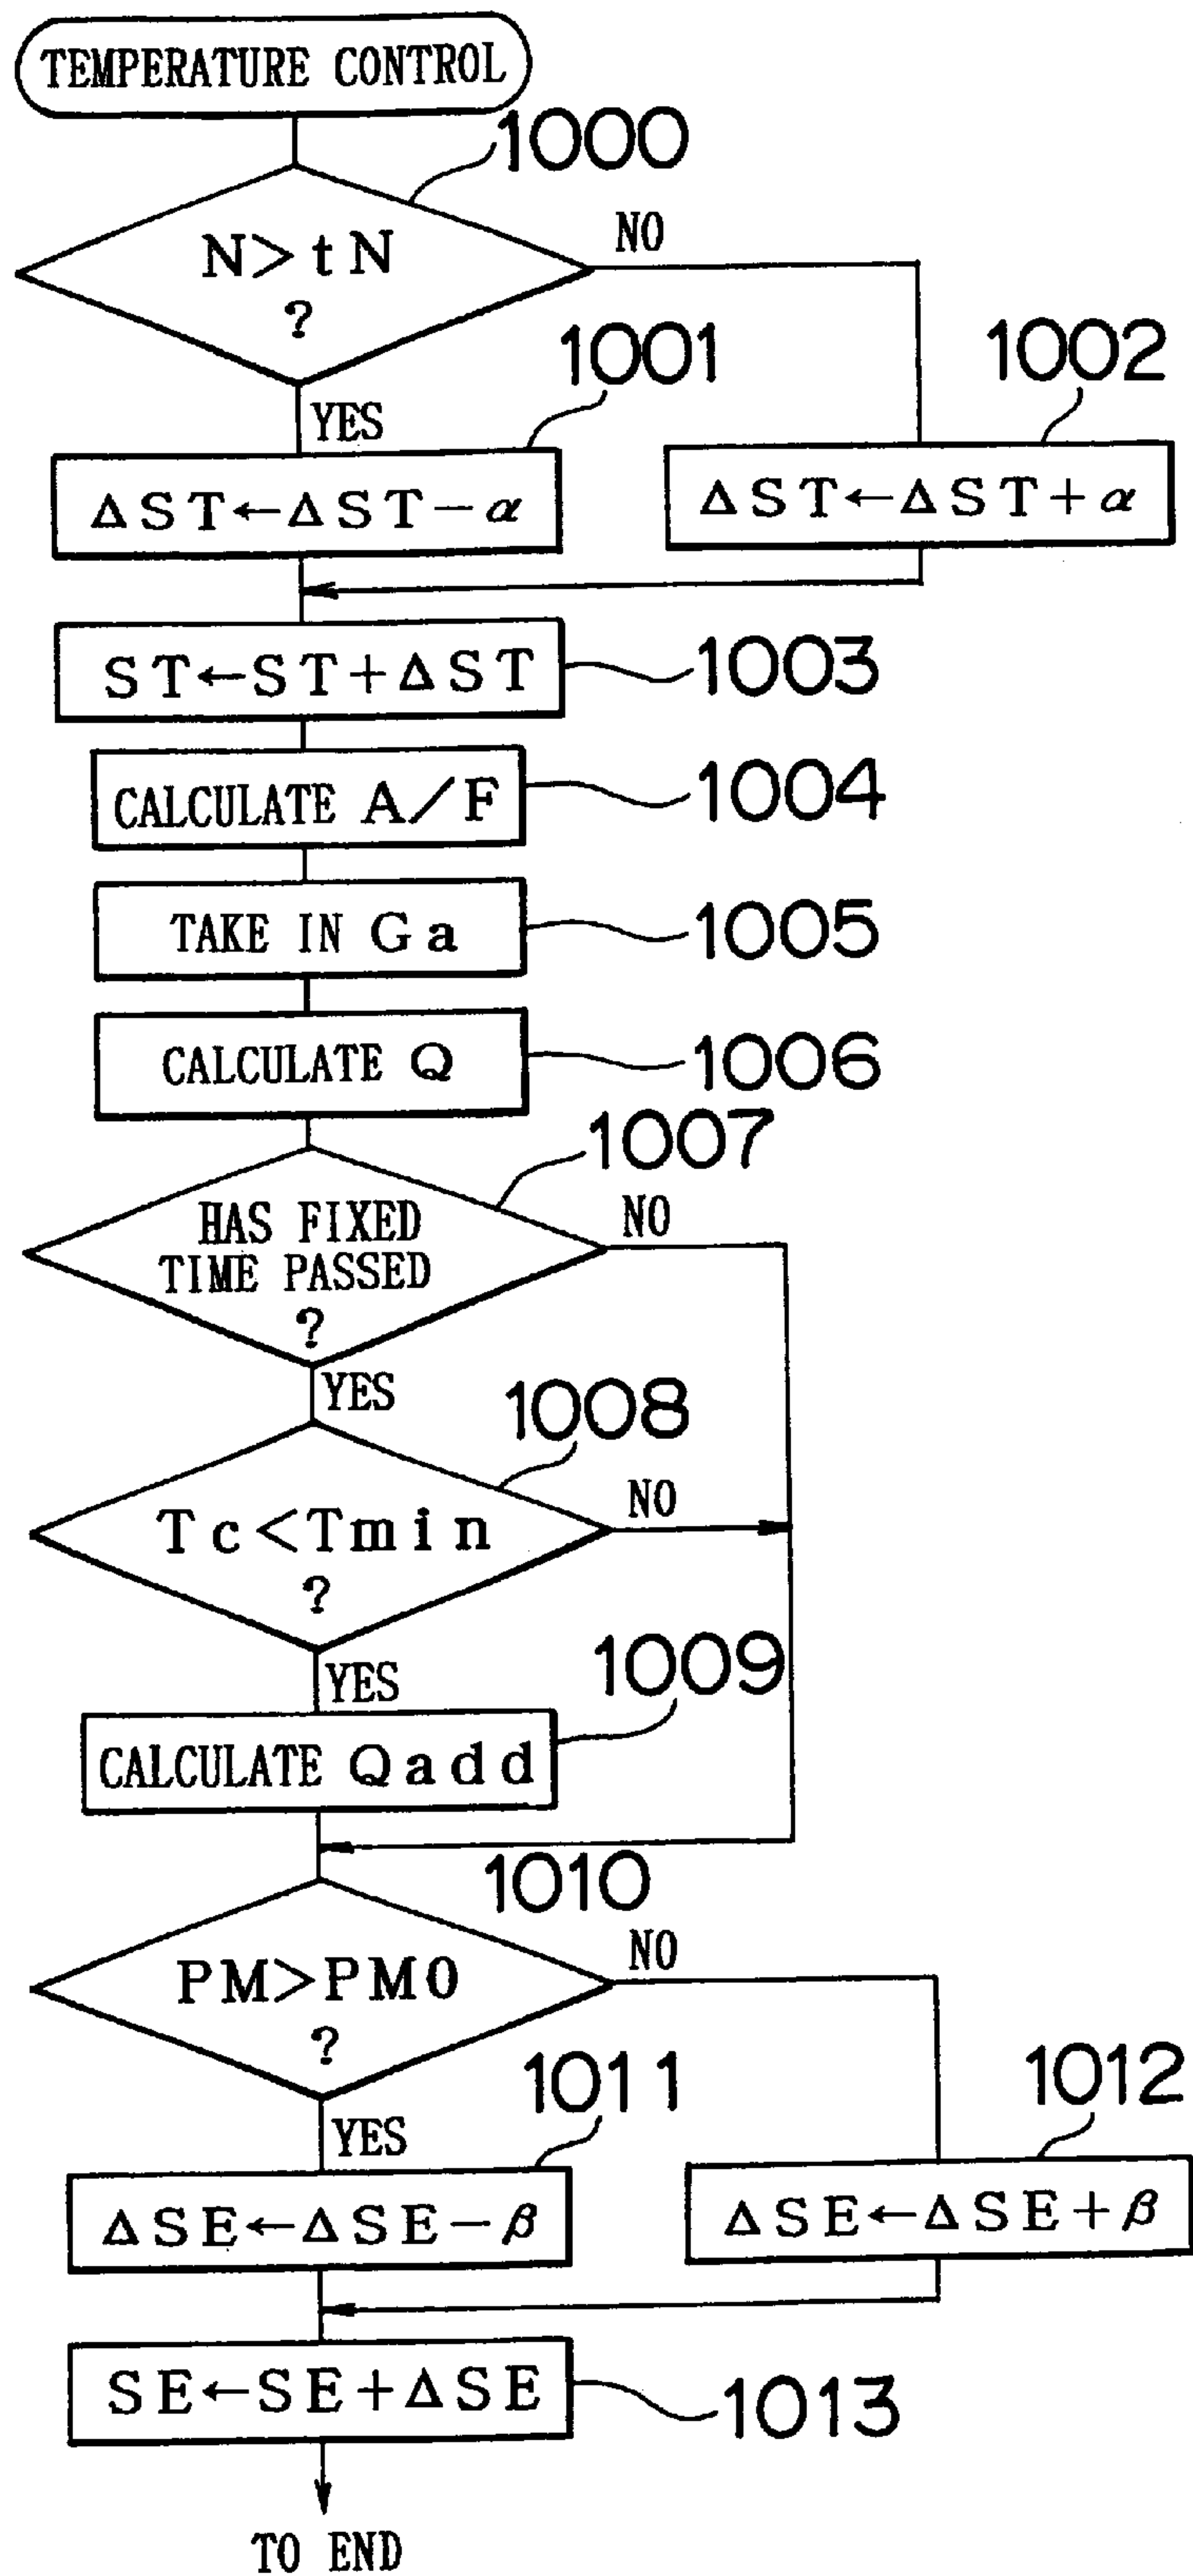 TEMPERATURE CONTROL
1000
N>tN
?
NO
YES
1001
1002
ΔST←ΔST−α
ΔST←ΔST+α
ST←ST+ΔST
1003
CALCULATE A/F
1004
TAKE IN Ga
1005
CALCULATE Q
1006
1007
HAS FIXED
TIME PASSED
?
NO
YES
1008
Tc<Tmin
?
NO
YES
1009
CALCULATE Qadd
1010
PM>PM0
?
NO
YES
1011
1012
ΔSE←ΔSE−β
ΔSE←ΔSE+β
SE←SE+ΔSE
1013
TO END